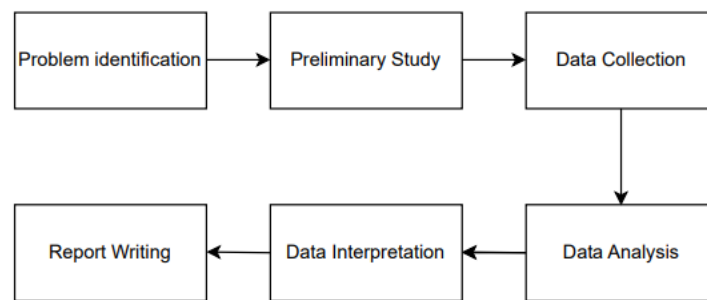 Problem identification
Preliminary Study
Data Collection
Report Writing
Data Interpretation
Data Analysis